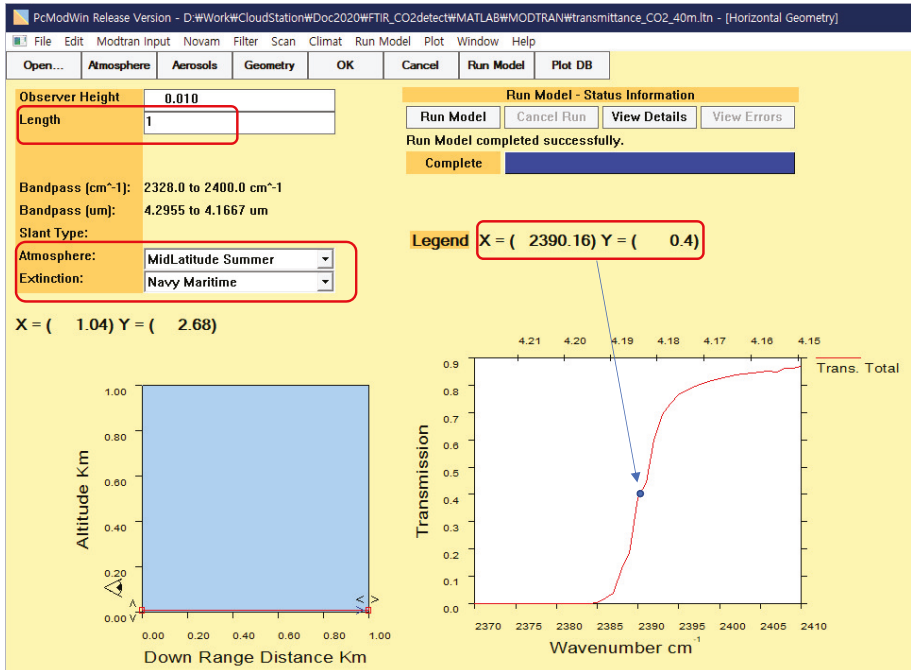 PcModWin Release Version - D:₩Work₩CloudStation₩Doc2020₩FTIR_CO2detect₩MATLAB₩MODTRAN₩transmittance_CO2_40m.ltn - [Horizontal Geometry]
File Edit Modtran Input Novam Filter Scan Climat Run Model Plot Window Help
Open... Atmosphere Aerosols Geometry OK Cancel Run Model Plot DB
Observer Height 0.010
Length 1
Bandpass (cm^-1): 2328.0 to 2400.0 cm^-1
Bandpass (um): 4.2955 to 4.1667 um
Slant Type:
Atmosphere: MidLatitude Summer
Extinction: Navy Maritime
X = ( 1.04) Y = ( 2.68)
Run Model - Status Information
Run Model Cancel Run View Details View Errors
Run Model completed successfully.
Complete
Legend X = ( 2390.16) Y = ( 0.4)
1.00
0.80
0.60
0.40
0.20
0.00
Altitude Km
< >
0.00 0.20 0.40 0.60 0.80 1.00
Down Range Distance Km
4.21 4.20 4.19 4.18 4.17 4.16 4.15
Trans. Total
0.9
0.8
0.7
0.6
0.5
0.4
0.3
0.2
0.1
0.0
Transmission
2370 2375 2380 2385 2390 2395 2400 2405 2410
Wavenumber cm-1